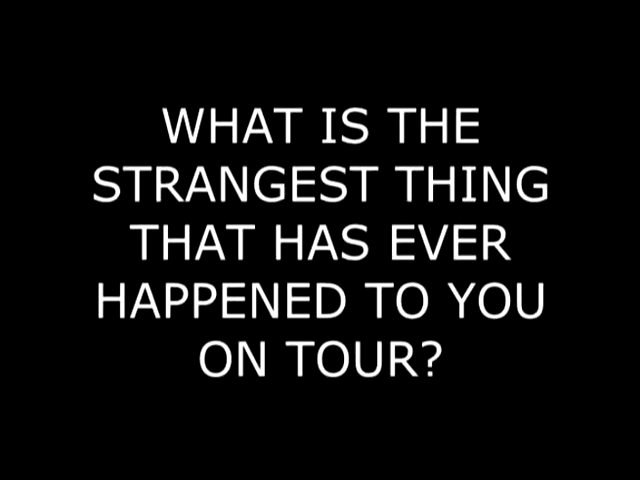 WHAT IS THE
STRANGEST THING
THAT HAS EVER
HAPPENED TO YOU
ON TOUR?